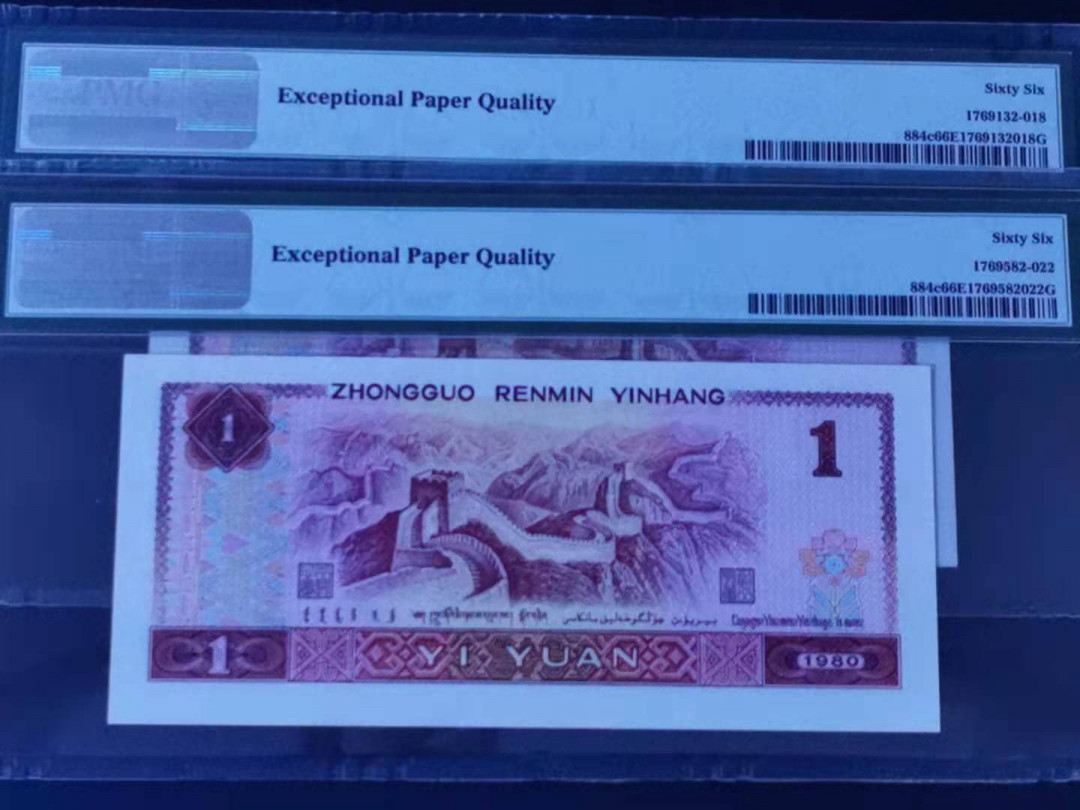 PMG
Exceptional Paper Quality
Sixty Six
1769132-018
884c66E1769132018G
Exceptional Paper Quality
Sixty Six
1769582-022
884c66E1769582022G
ZHONGGUO RENMIN YINHANG
1
1
1
YI YUAN
1980